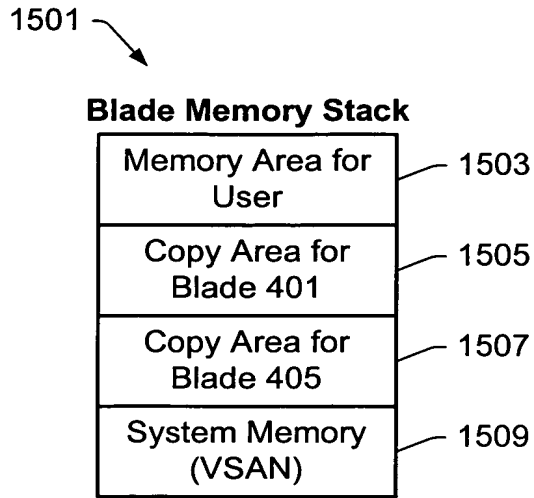 1501
Blade Memory Stack
Memory Area for
User
1503
Copy Area for
Blade 401
1505
Copy Area for
Blade 405
1507
System Memory
(VSAN)
1509